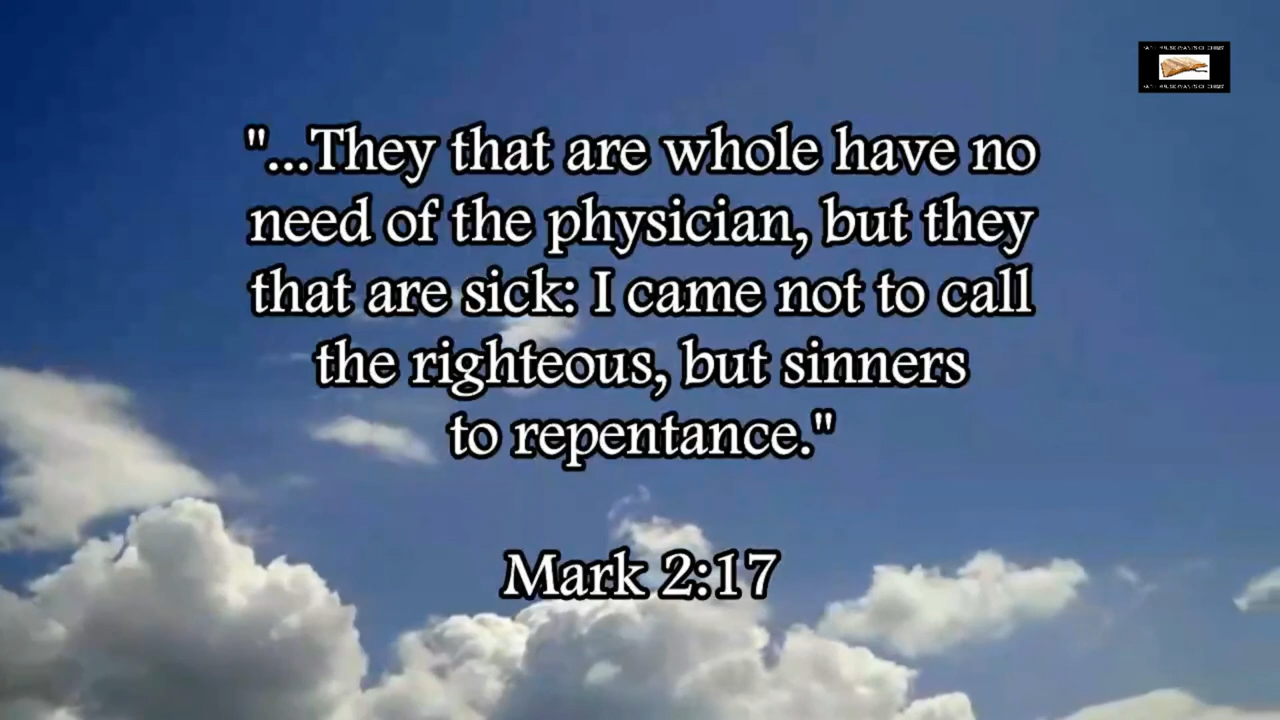 "...They that are whole have no
need of the physician, but they
that are sick: I came not to call
the righteous, but sinners
to repentance."
Mark 2:17